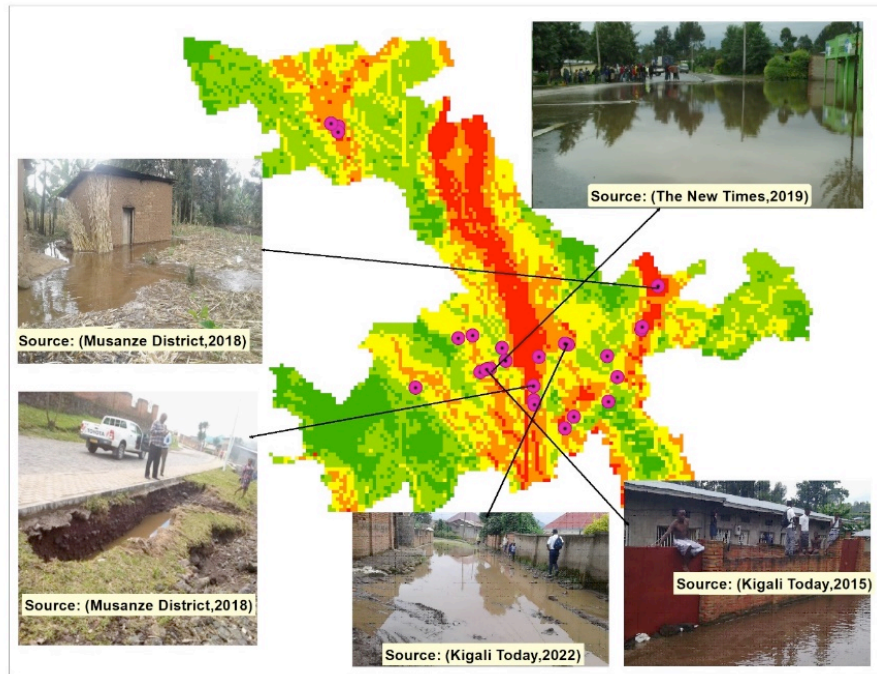 Source: (The New Times,2019)
Source: (Musanze District,2018)
Source: (Musanze District,2018)
Source: (Kigali Today,2015)
Source: (Kigali Today,2022)